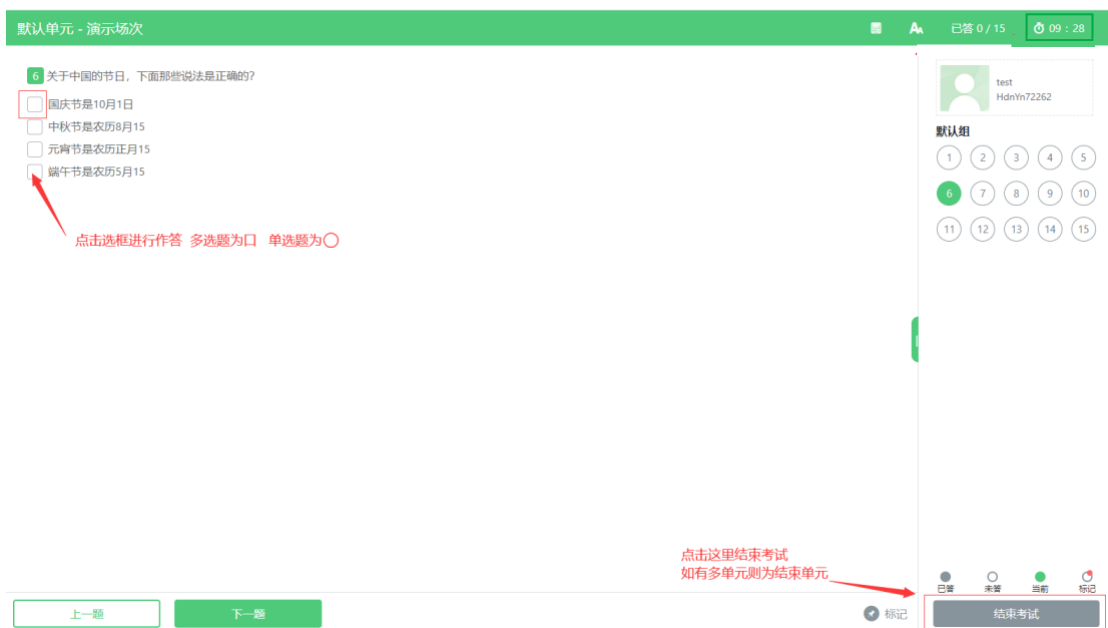 默认单元 - 演示场次
已答 0 / 15
09 : 28
6 关于中国的节日，下面那些说法是正确的?
国庆节是10月1日
中秋节是农历8月15
元宵节是农历正月15
端午节是农历5月15
点击选框进行作答 多选题为口 单选题为〇
test
HdnYn72262
默认组
1 2 3 4 5
6 7 8 9 10
11 12 13 14 15
点击这里结束考试
如有多单元则为结束单元
已答 未答 当前 标记
上一题 下一题 标记 结束考试